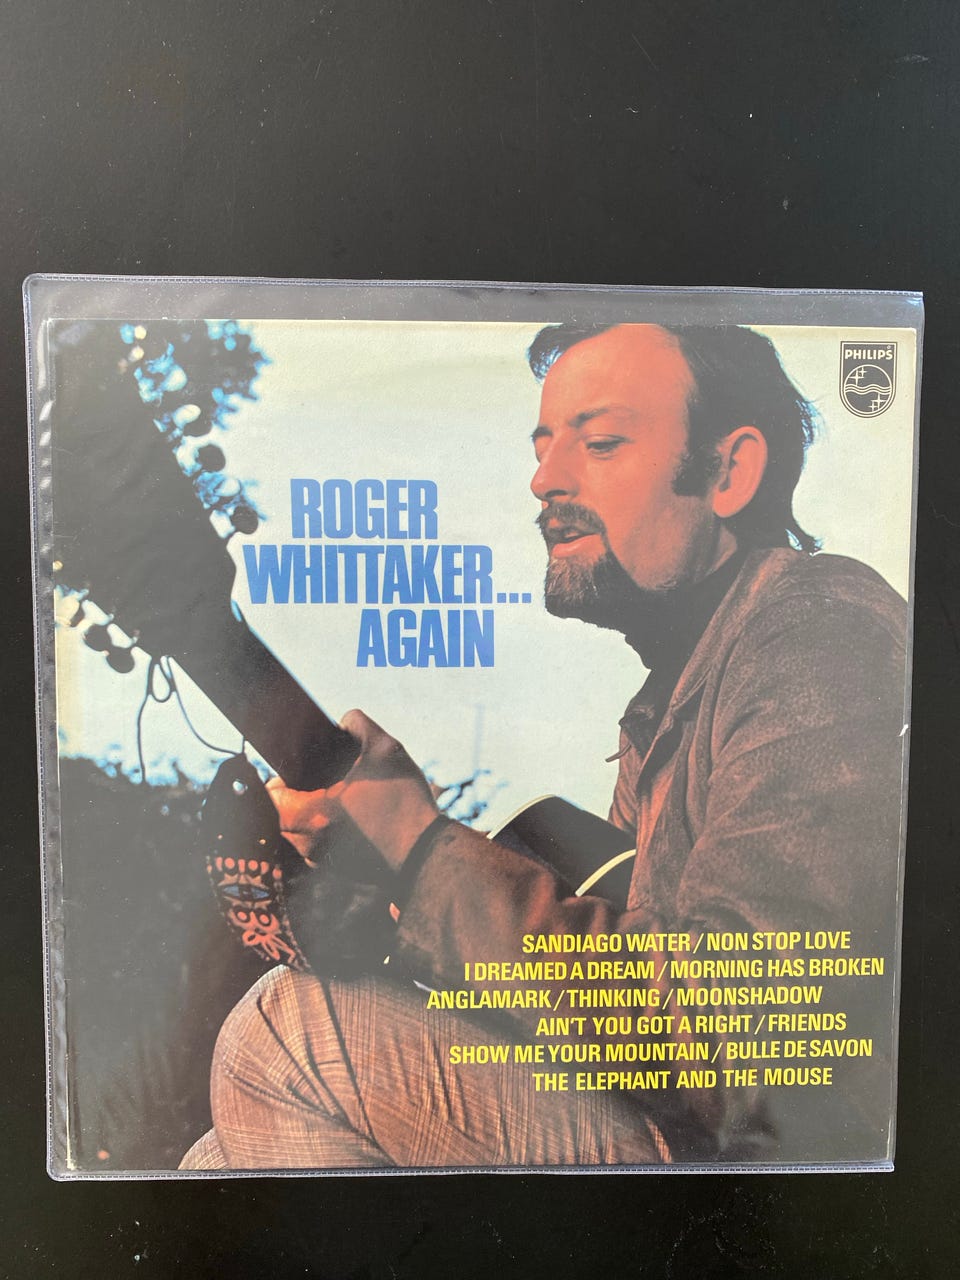 PHILIPS
ROGER
WHITTAKER...
AGAIN
SANDIAGO WATER / NON STOP LOVE
I DREAMED A DREAM / MORNING HAS BROKEN
ANGLAMARK / THINKING / MOONSHADOW
AIN'T YOU GOT A RIGHT / FRIENDS
SHOW ME YOUR MOUNTAIN / BULLE DE SAVON
THE ELEPHANT AND THE MOUSE